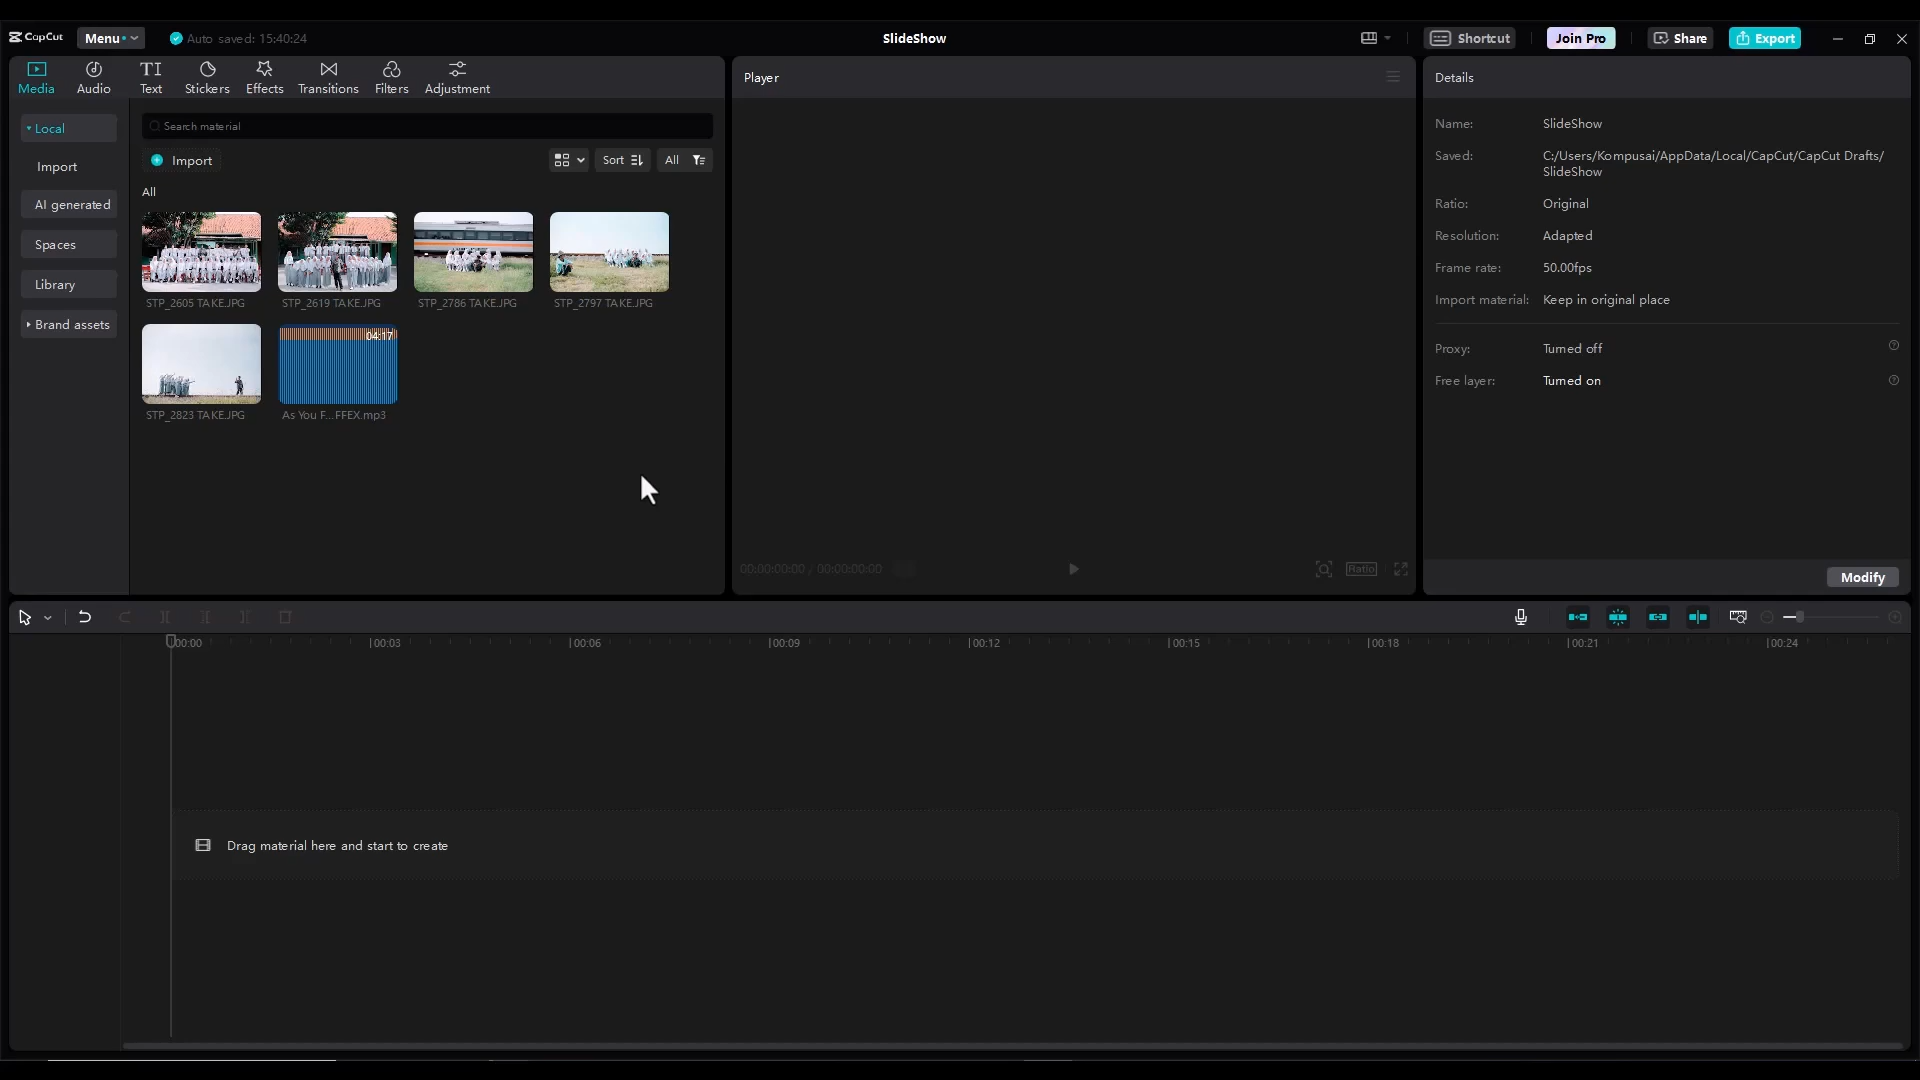 CapCut
Menu
Auto saved: 15:40:24
SlideShow
Shortcut
Join Pro
Share
Export
Media
Audio
Text
Stickers
Effects
Transitions
Filters
Adjustment
Player
Details
Local
Import
AI generated
Spaces
Library
Brand assets
Search material
Import
Sort
All
All
STP_2605 TAKE.JPG
STP_2619 TAKE.JPG
STP_2786 TAKE.JPG
STP_2797 TAKE.JPG
04:17
STP_2823 TAKE.JPG
As You F...FFEX.mp3
00:00:00:00 / 00:00:00:00
Ratio
Name: SlideShow
Saved: C:/Users/Kompusai/AppData/Local/CapCut/CapCut Drafts/
SlideShow
Ratio: Original
Resolution: Adapted
Frame rate: 50.00fps
Import material: Keep in original place
Proxy: Turned off
Free layer: Turned on
Modify
00:00
00:03
00:06
00:09
00:12
00:15
00:18
00:21
00:24
Drag material here and start to create